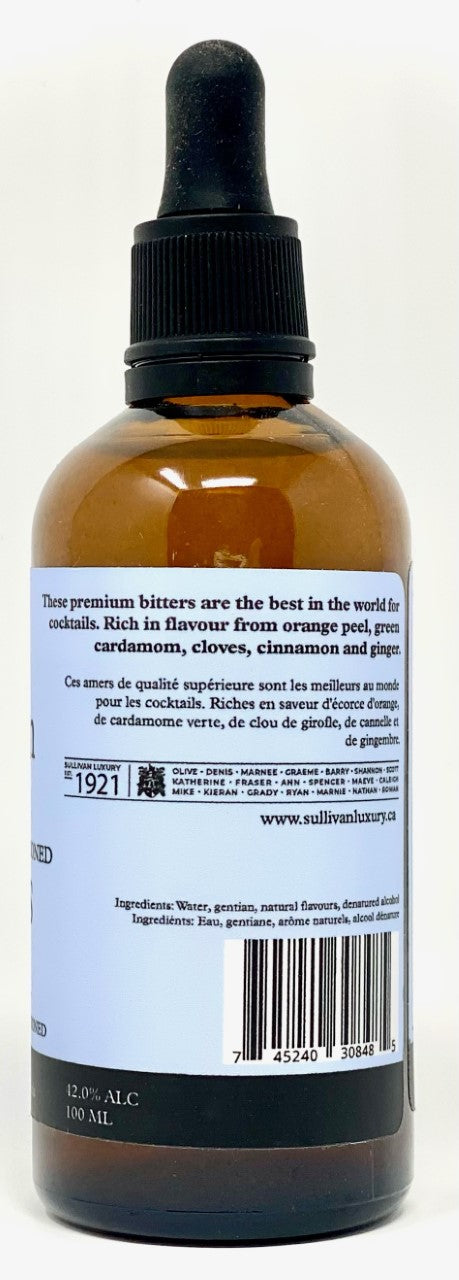 These premium bitters are the best in the world for
cocktails. Rich in flavour from orange peel, green
cardamom, cloves, cinnamon and ginger.
Ces amers de qualité supérieure sont les meilleurs au monde
pour les cocktails. Riches en saveur d'écorce d'orange,
de cardamome verte, de clou de girofle, de cannelle et
de gingembre.
SULLIVAN LUXURY
EST. 1921
OLIVE • DENIS • MARNEE • GRAEME • BARRY • SHANNON • SCOTT
KATHERINE • FRASER • ANN • SPENCER • MAEVE • CALEIGH
MIKE • KIERAN • GRADY • RYAN • MARNIE • NATHAN • ROWAN
www.sullivanluxury.ca
ONED
Ingredients: Water, gentian, natural flavours, denatured alcohol
Ingrediénts: Eau, gentiane, arôme naturels, alcool dénaturé
ONED
7 45240 30848 5
42.0% ALC
100 ML